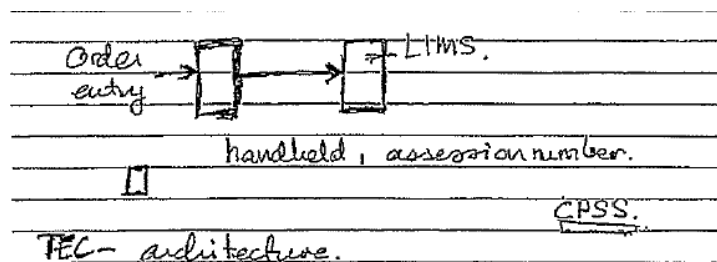 Order
entry
LIMS.
handheld, assession number.
CPSS.
TEC- architecture.